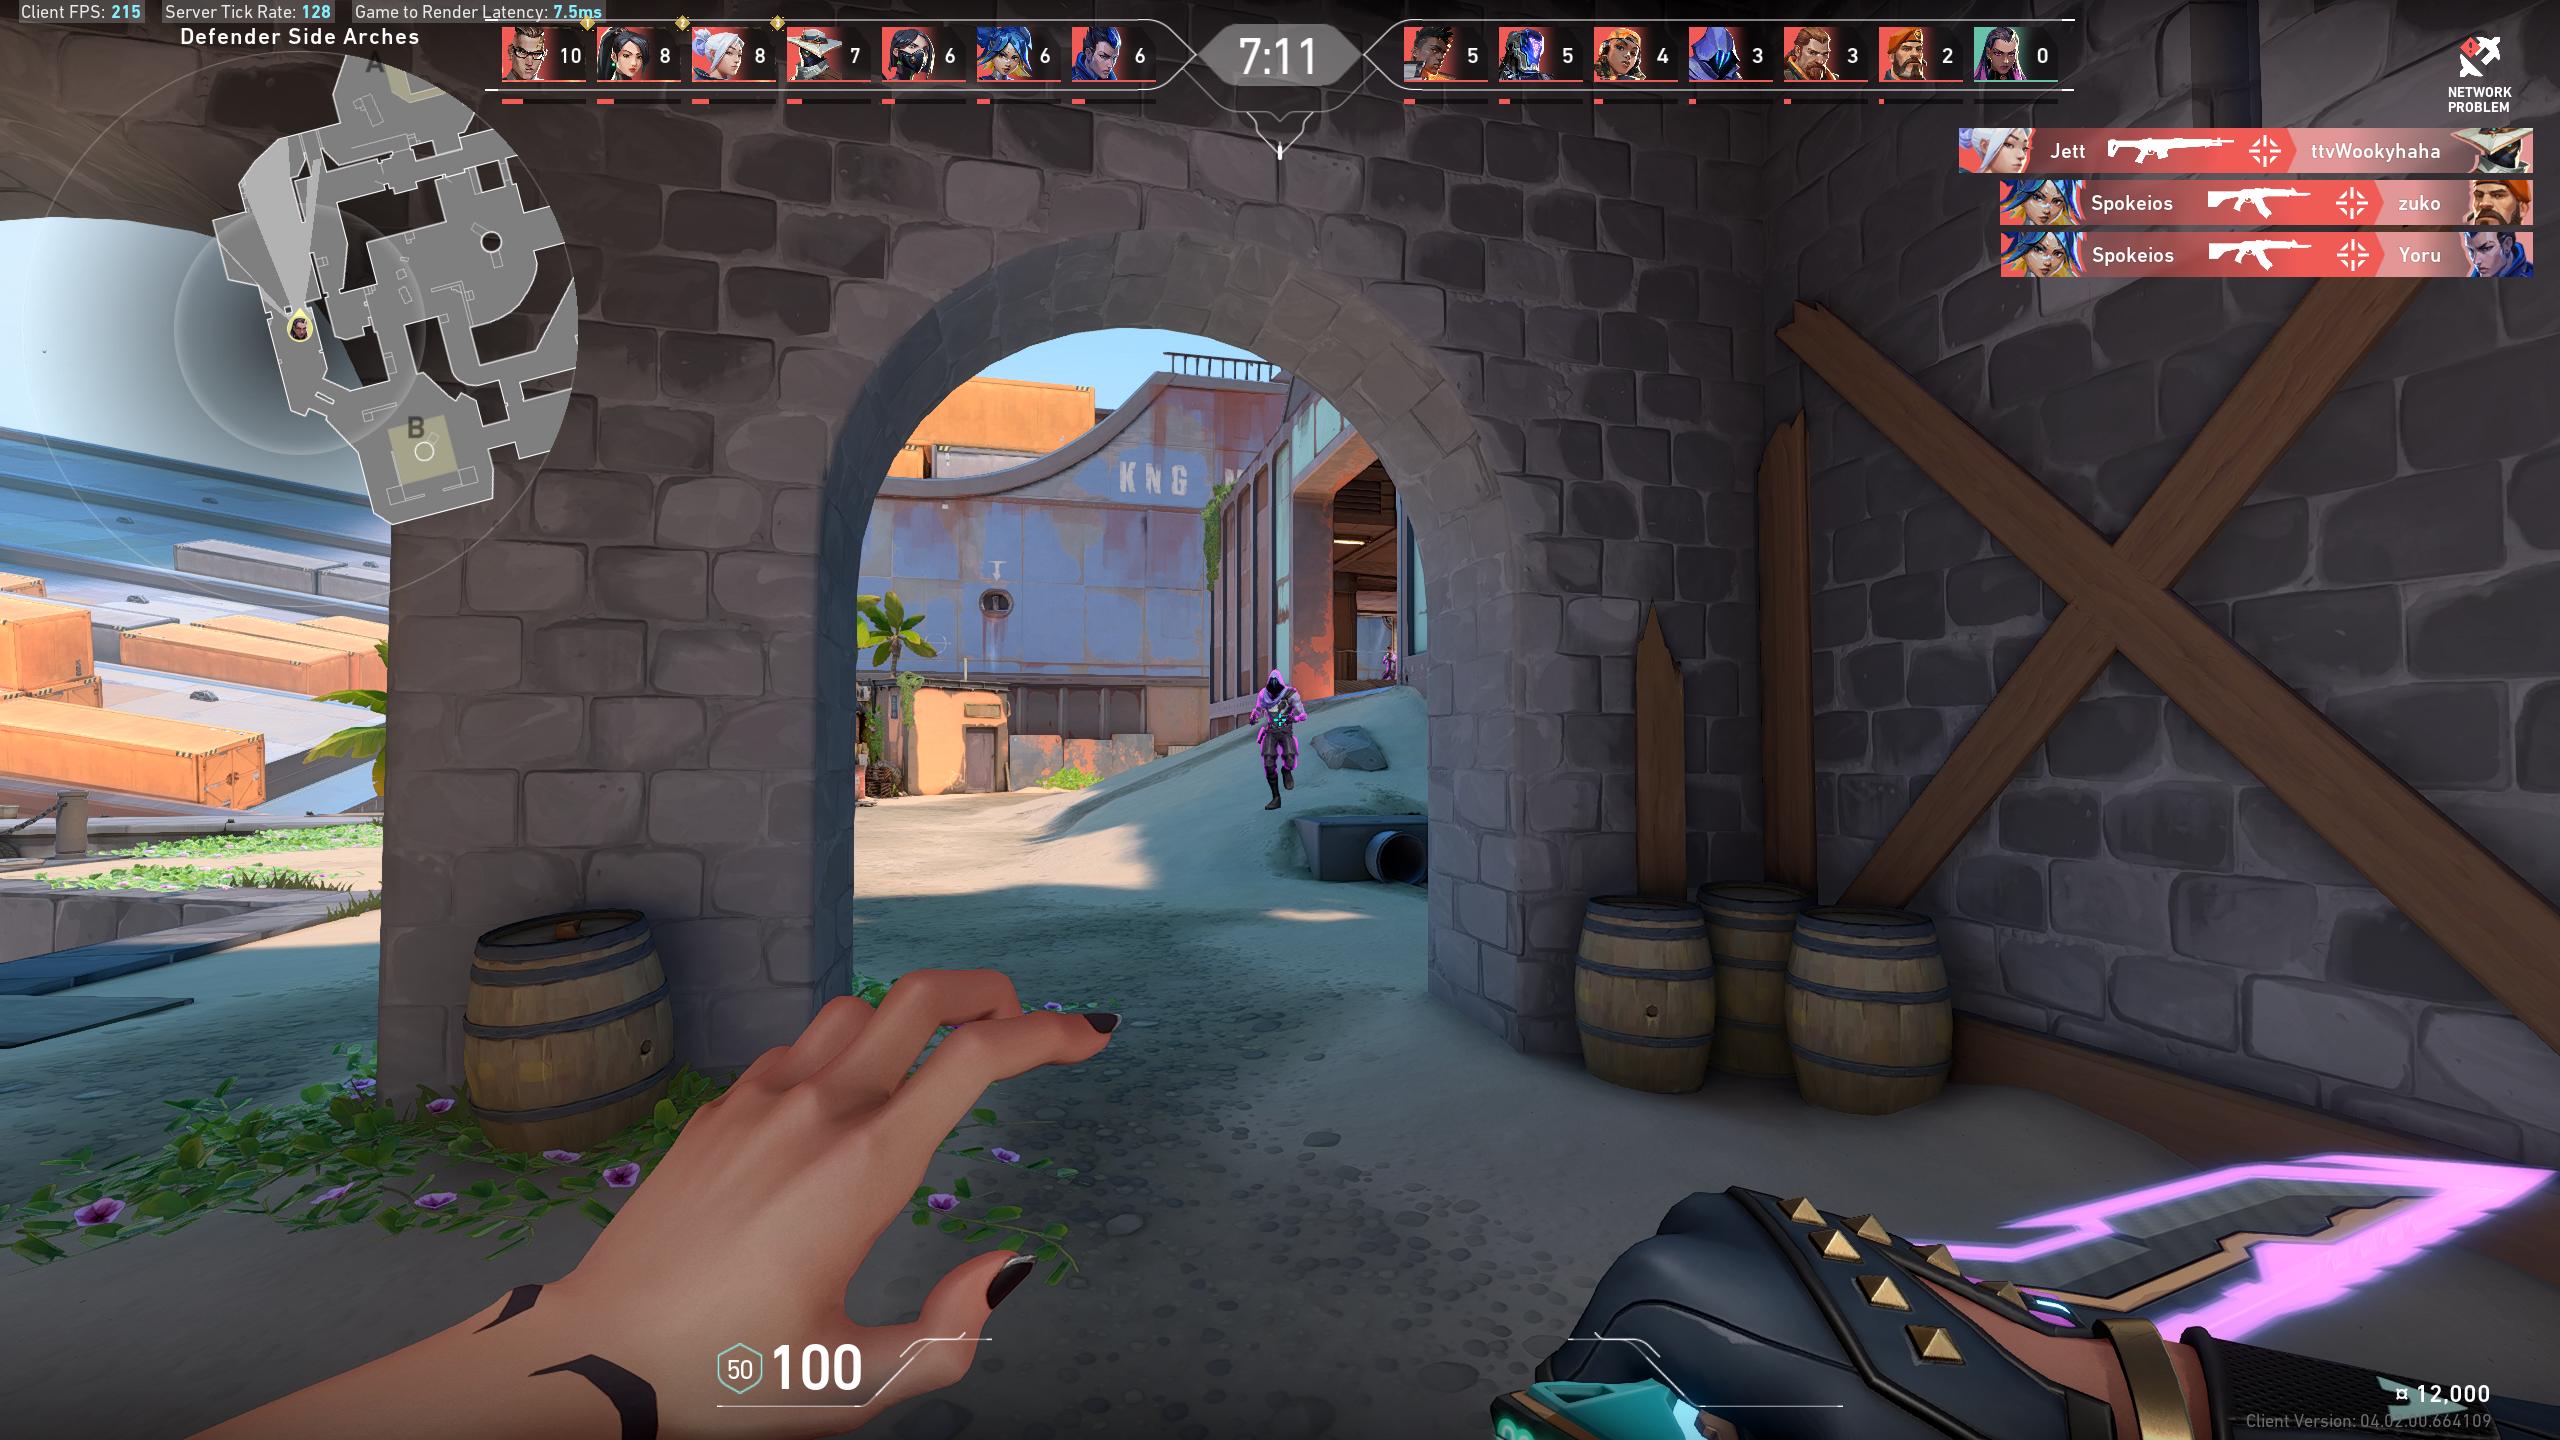 Client FPS: 215 Server Tick Rate: 128 Game to Render Latency: 7.5ms
Defender Side Arches
A
B
10 8 8 7 6 6 6
7:11
5 5 4 3 3 2 0
NETWORK
PROBLEM
Jett ttvWookyhaha
Spokeios zuko
Spokeios Yoru
KNG
50 100
¤ 12,000
Client Version: 04.02.00.664109